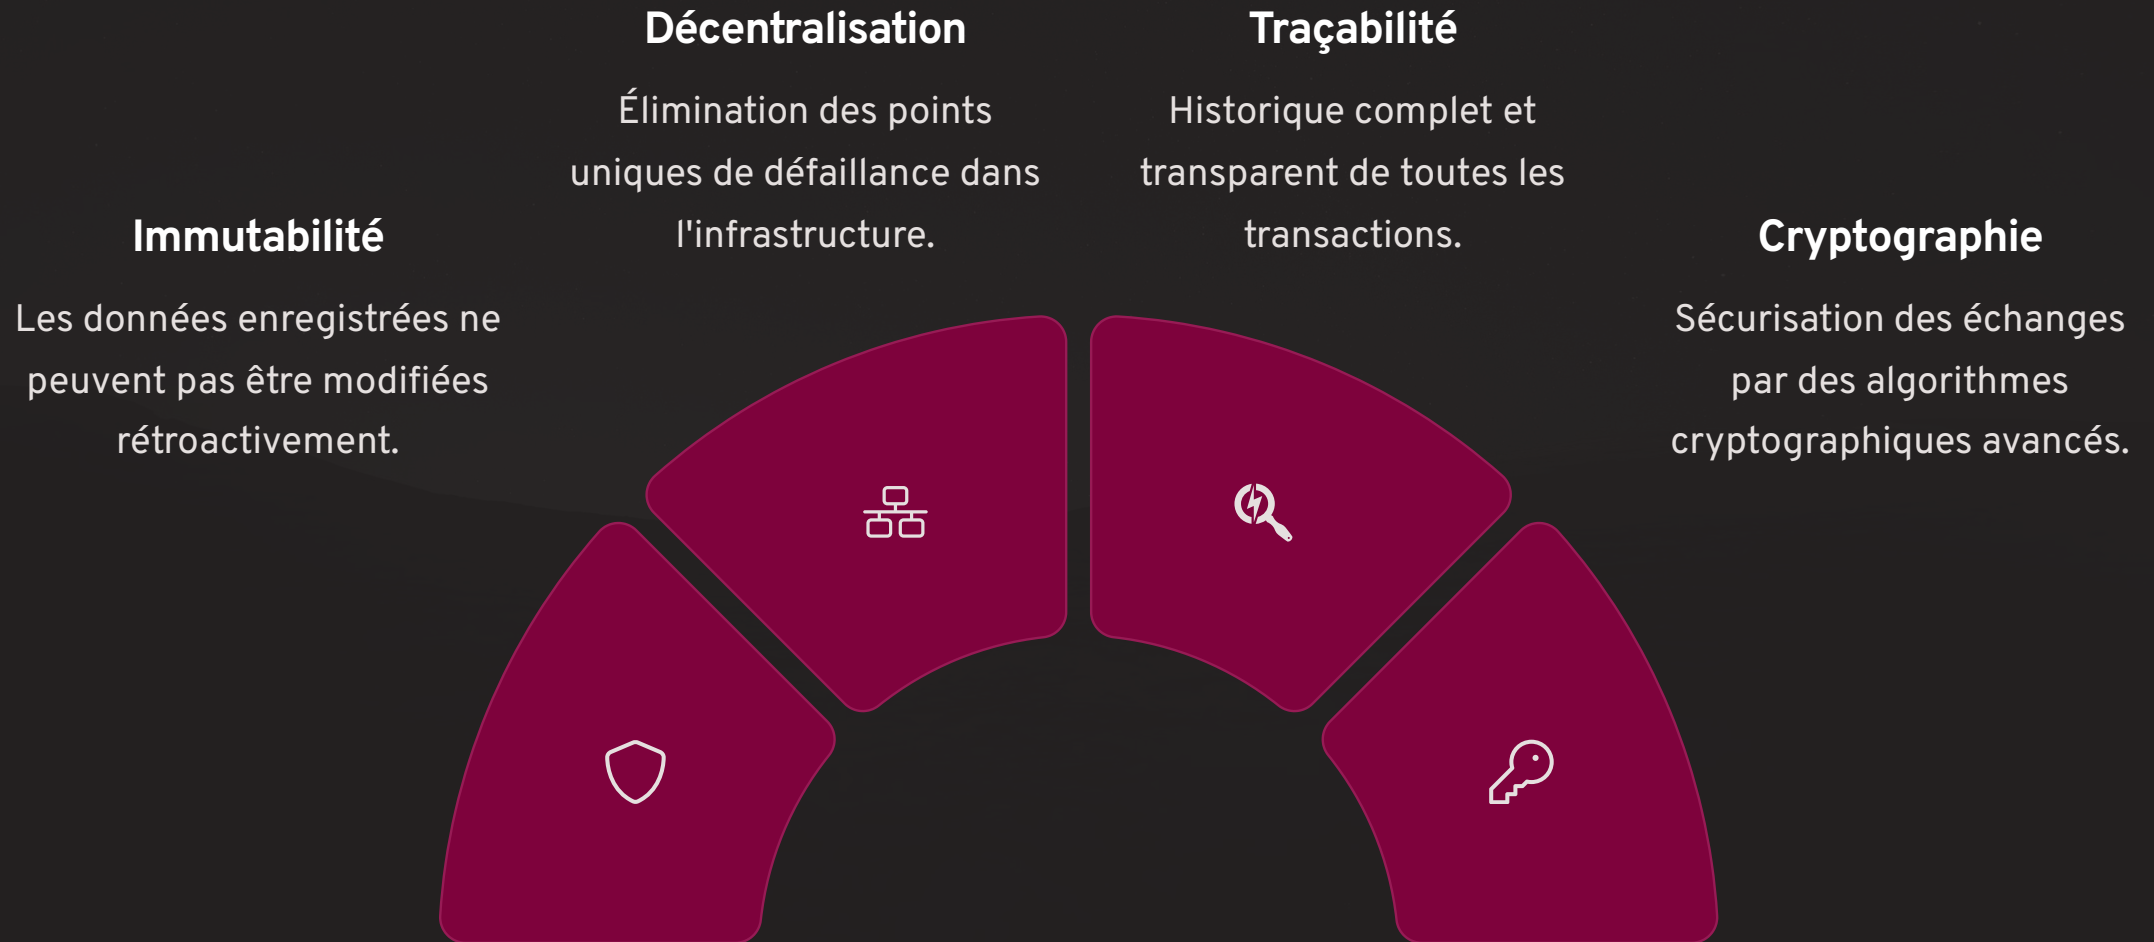 Immutabilité
Les données enregistrées ne
peuvent pas être modifiées
rétroactivement.
Décentralisation
Élimination des points
uniques de défaillance dans
l'infrastructure.
Traçabilité
Historique complet et
transparent de toutes les
transactions.
Cryptographie
Sécurisation des échanges
par des algorithmes
cryptographiques avancés.